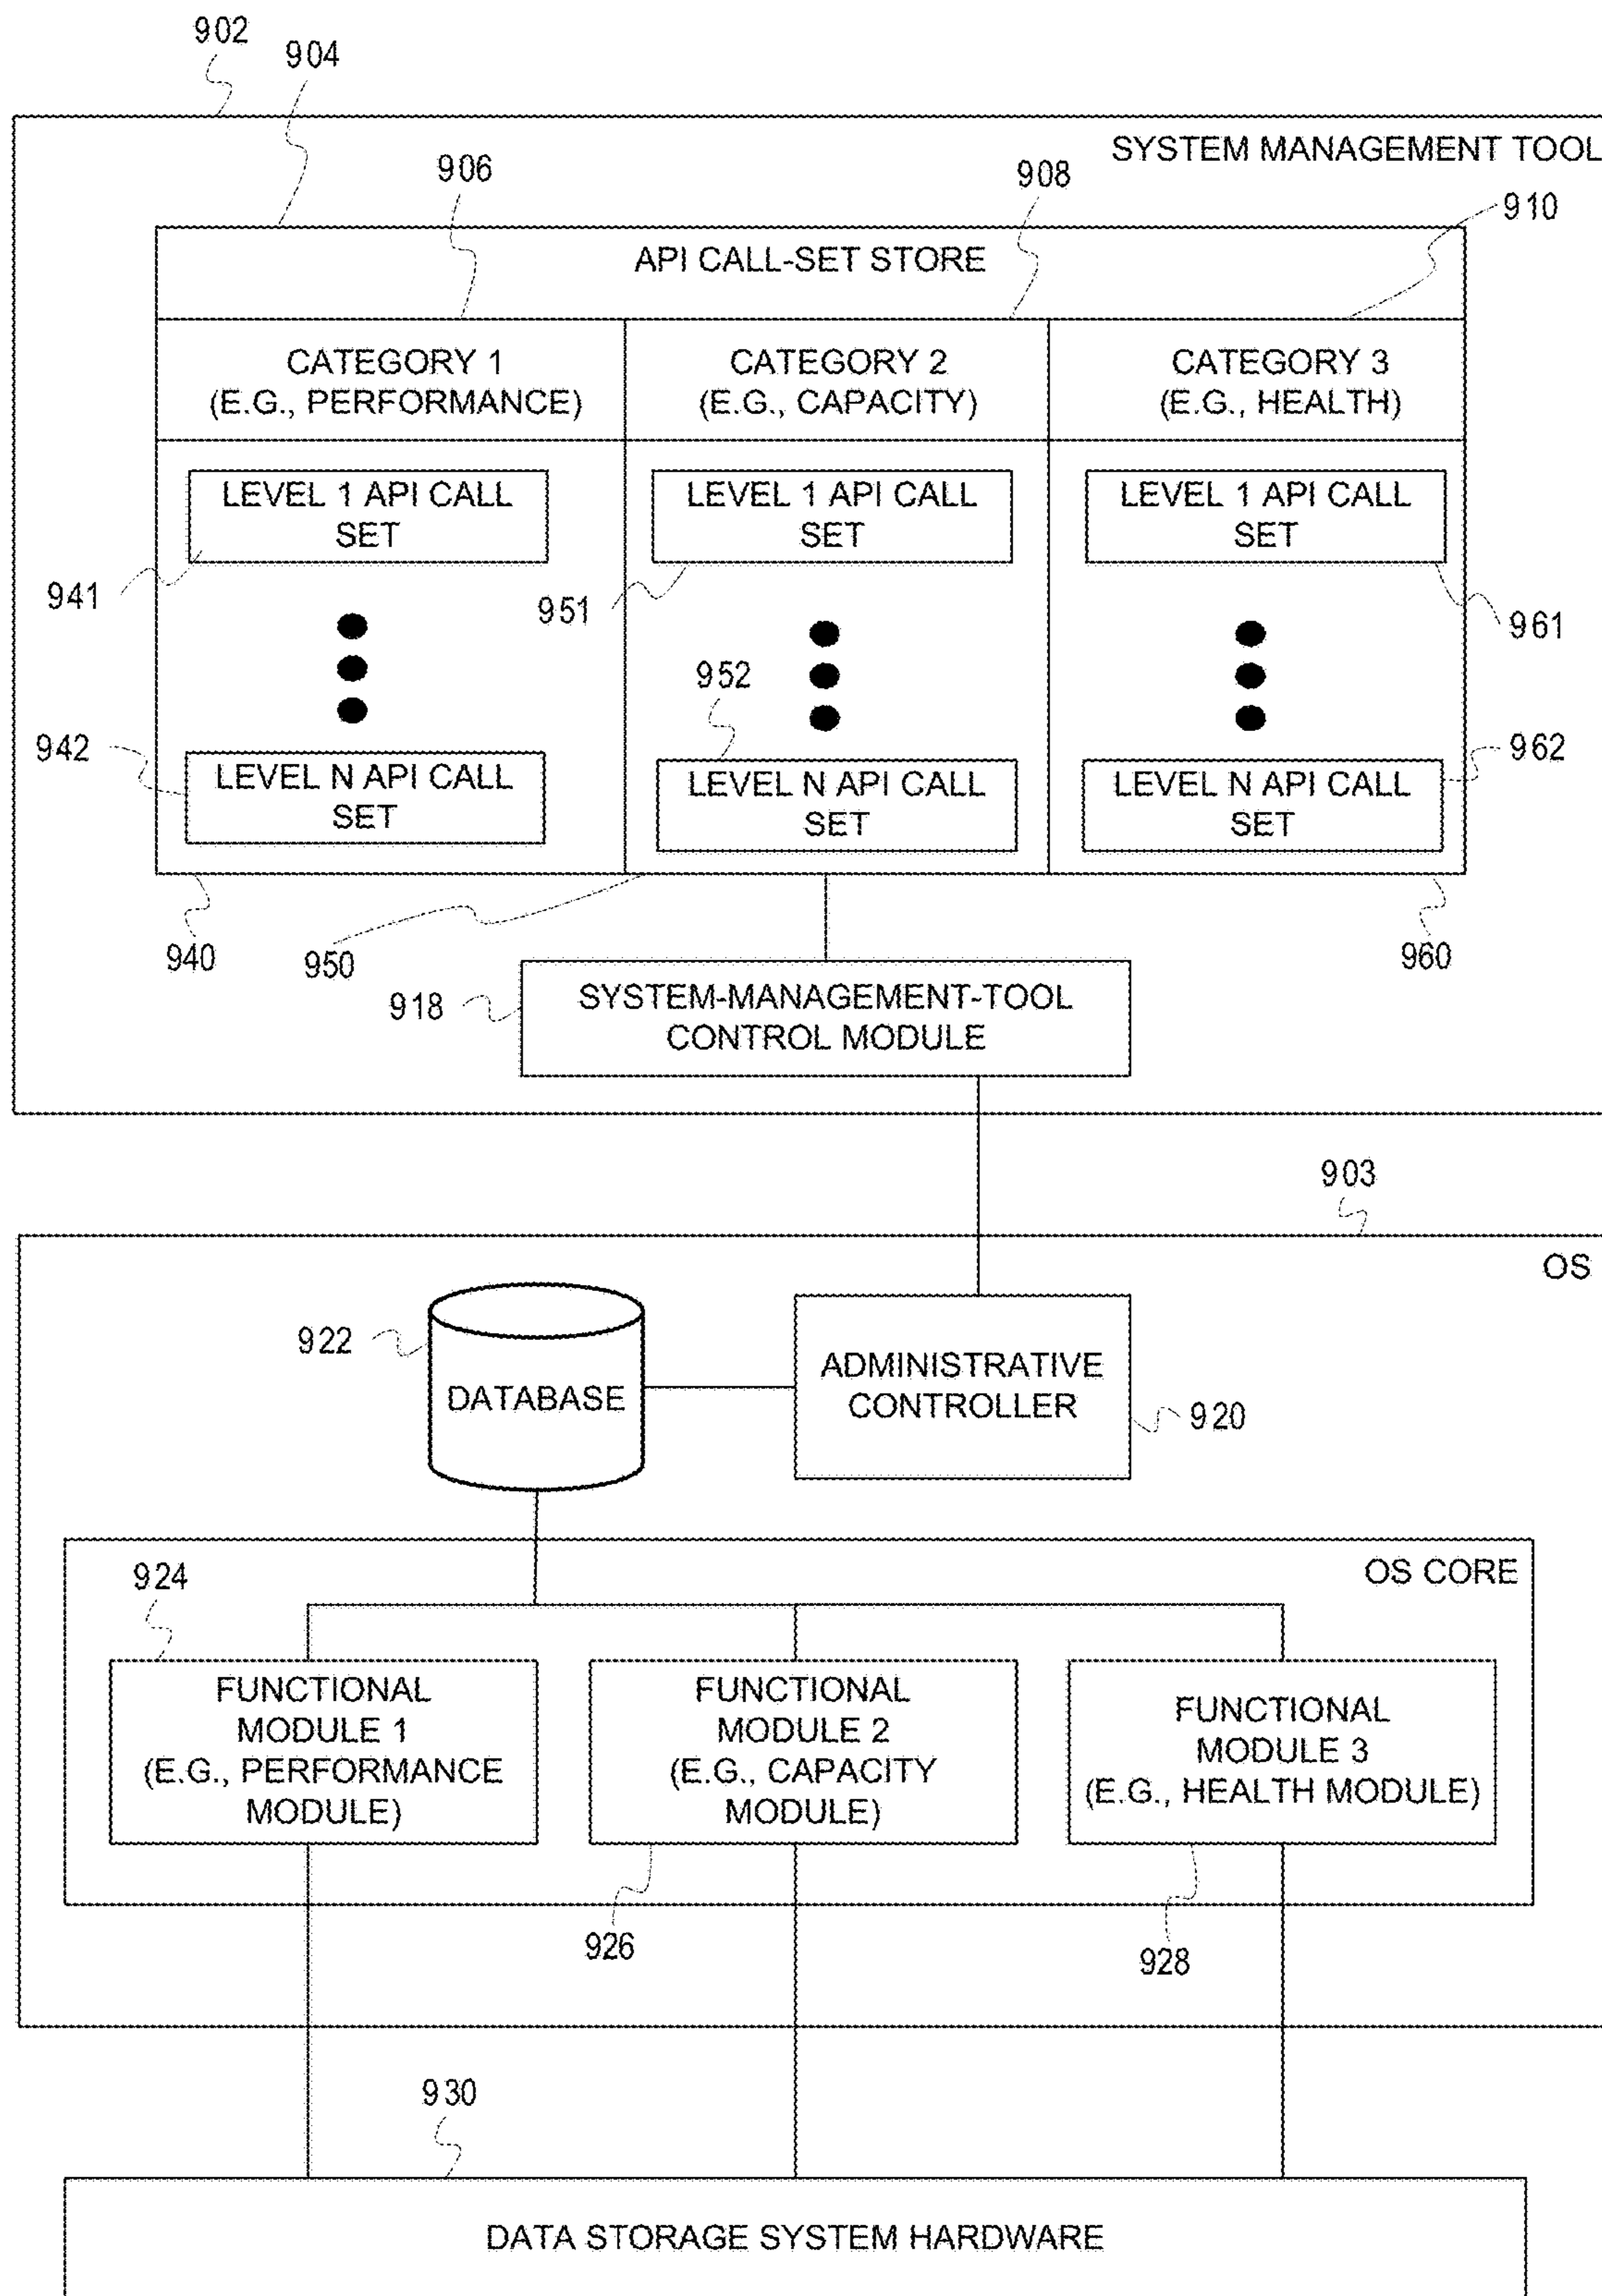 902
904
SYSTEM MANAGEMENT TOOL
906
908
910
API CALL-SET STORE
CATEGORY 1
(E.G., PERFORMANCE)
CATEGORY 2
(E.G., CAPACITY)
CATEGORY 3
(E.G., HEALTH)
LEVEL 1 API CALL
SET
LEVEL 1 API CALL
SET
LEVEL 1 API CALL
SET
941
951
961
952
942
962
LEVEL N API CALL
SET
LEVEL N API CALL
SET
LEVEL N API CALL
SET
940
950
960
918
SYSTEM-MANAGEMENT-TOOL
CONTROL MODULE
903
OS
922
DATABASE
ADMINISTRATIVE
CONTROLLER
920
OS CORE
924
FUNCTIONAL
MODULE 1
(E.G., PERFORMANCE
MODULE)
FUNCTIONAL
MODULE 2
(E.G., CAPACITY
MODULE)
FUNCTIONAL
MODULE 3
(E.G., HEALTH MODULE)
926
928
930
DATA STORAGE SYSTEM HARDWARE